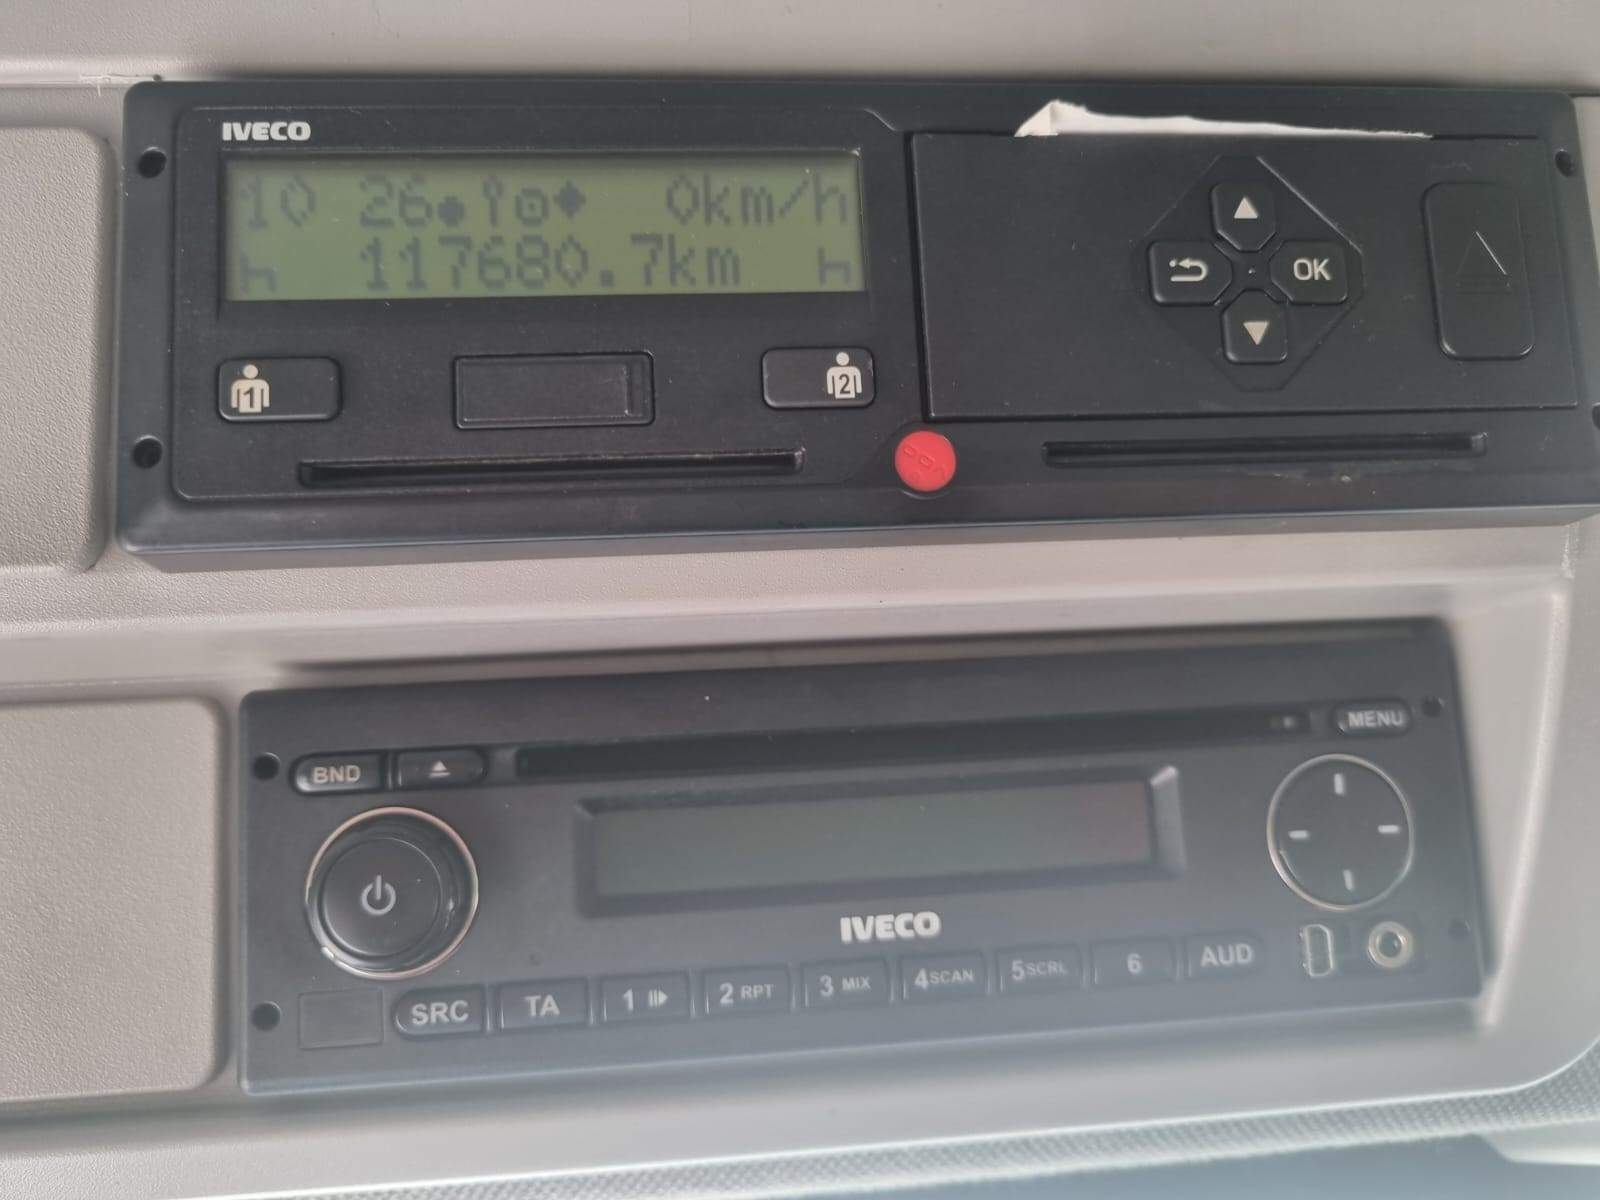 IVECO
10 26 0km/h
h 117680.7km h
OK
1
2
VDO
MENU
BND
IVECO
SRC TA 1 2 RPT 3 MIX 4 SCAN 5 SCRL 6 AUD